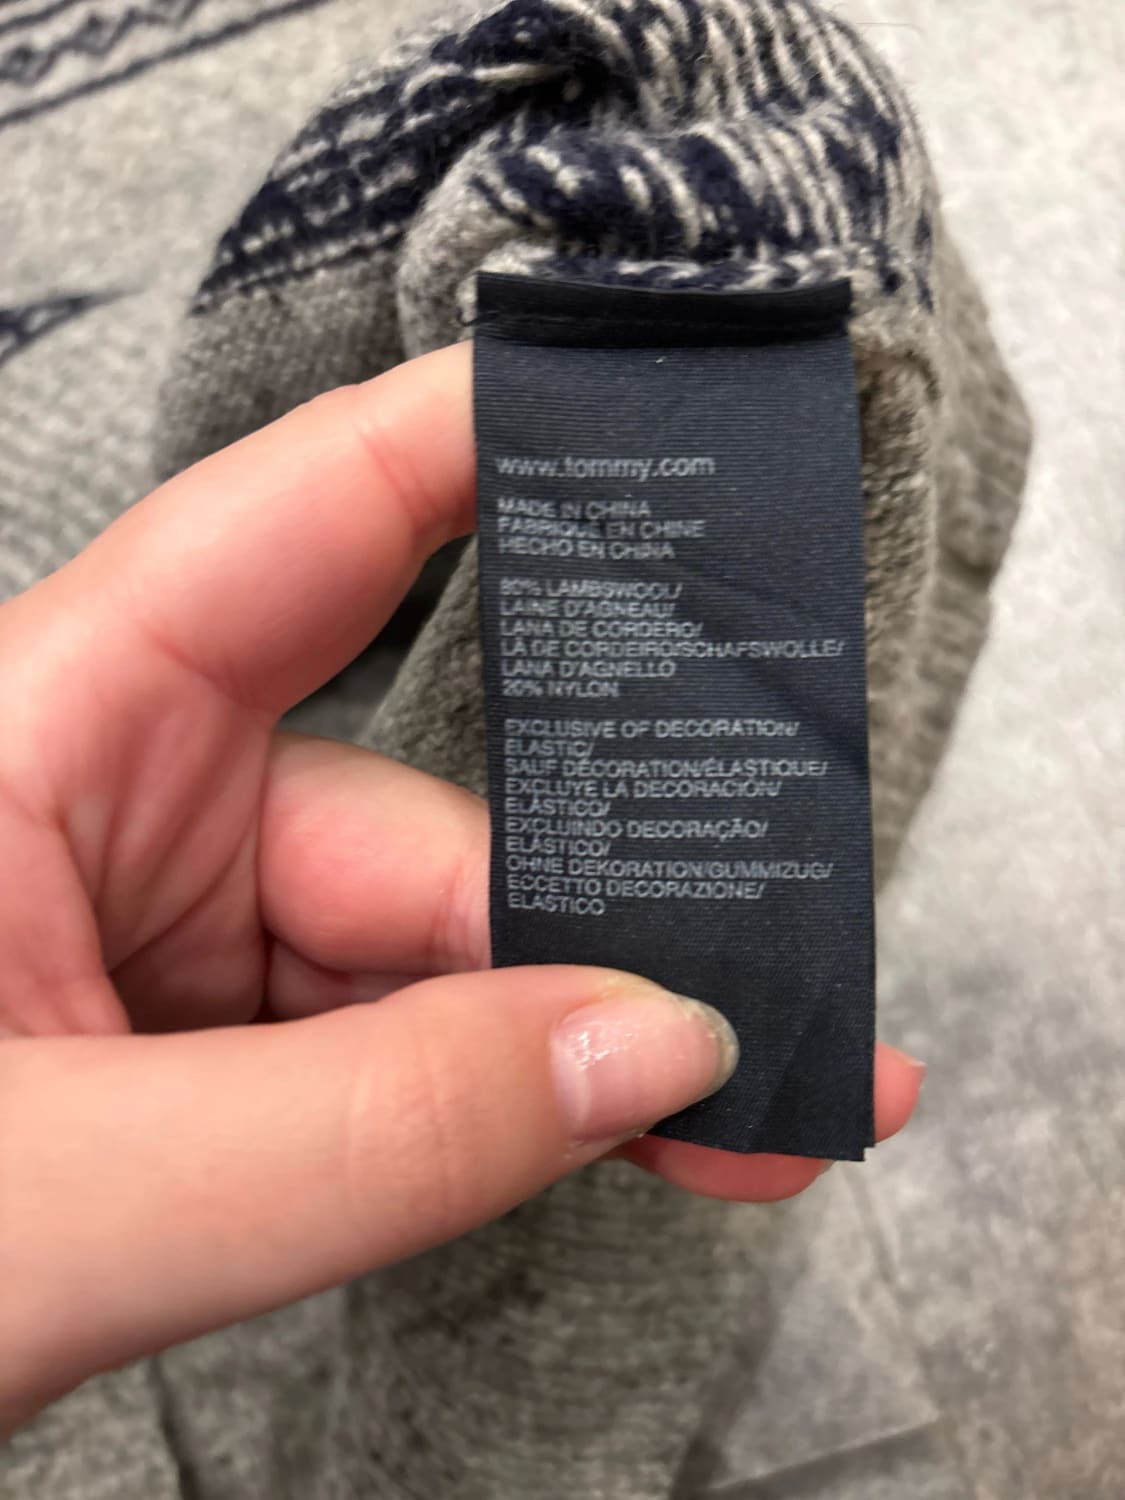 www.tommy.com
MADE IN CHINA
FABRIQUE EN CHINE
HECHO EN CHINA
80% LAMBSWOOL/
LAINE D'AGNEAU/
LANA DE CORDERO/
LÃ DE CORDEIRO/SCHAFSWOLLE/
LANA D'AGNELLO
20% NYLON
EXCLUSIVE OF DECORATION/
ELASTIC/
SAUF DÉCORATION/ÉLASTIQUE/
EXCLUYE LA DECORACIÓN/
ELÁSTICO/
EXCLUINDO DECORAÇÃO/
ELÁSTICO/
OHNE DEKORATION/GUMMIZUG/
ECCETTO DECORAZIONE/
ELASTICO